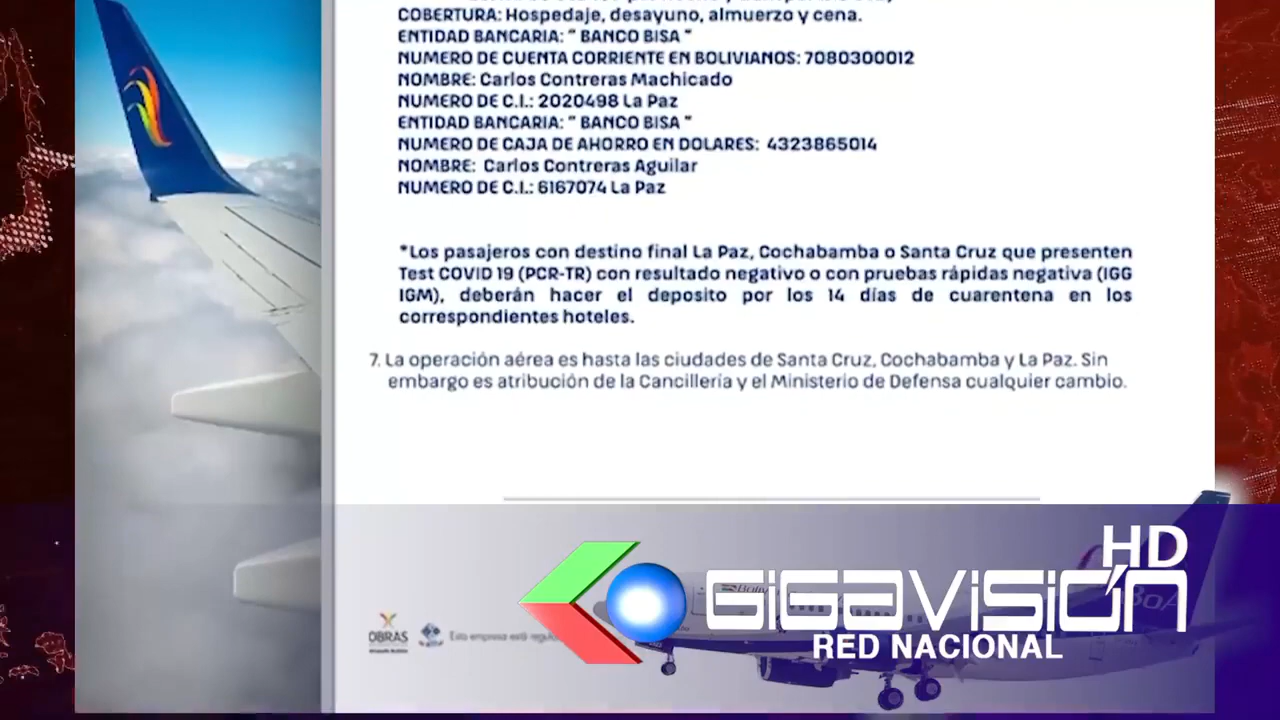 COBERTURA: Hospedaje, desayuno, almuerzo y cena.
ENTIDAD BANCARIA: " BANCO BISA "
NUMERO DE CUENTA CORRIENTE EN BOLIVIANOS: 7080300012
NOMBRE: Carlos Contreras Machicado
NUMERO DE C.I.: 2020498 La Paz
ENTIDAD BANCARIA: " BANCO BISA "
NUMERO DE CAJA DE AHORRO EN DOLARES: 4323865014
NOMBRE: Carlos Contreras Aguilar
NUMERO DE C.I.: 6167074 La Paz
*Los pasajeros con destino final La Paz, Cochabamba o Santa Cruz que presenten
Test COVID 19 (PCR-TR) con resultado negativo o con pruebas rápidas negativa (IGG
IGM), deberán hacer el deposito por los 14 días de cuarentena en los
correspondientes hoteles.
7. La operación aérea es hasta las ciudades de Santa Cruz, Cochabamba y La Paz. Sin
embargo es atribución de la Cancillería y el Ministerio de Defensa cualquier cambio.
HD
GIGAVISIÓN
RED NACIONAL
BoA
OBRAS
Esta empresa está